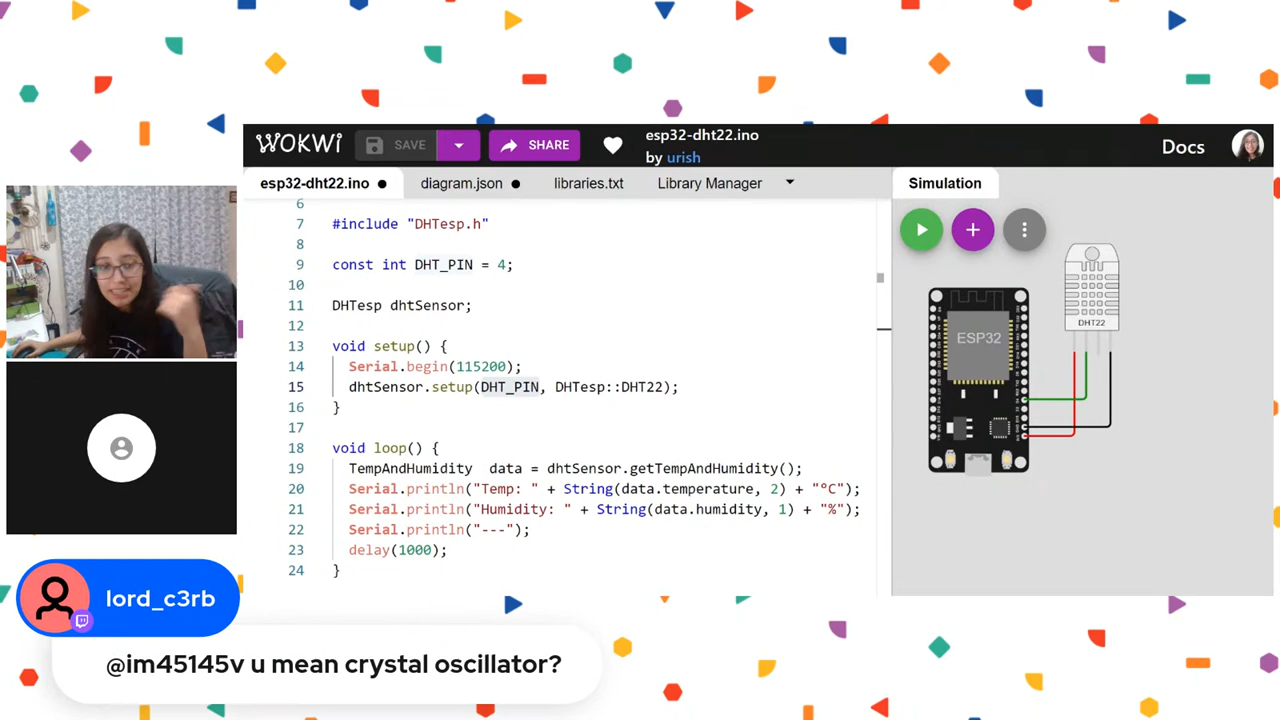 WOKWI
SAVE
SHARE
esp32-dht22.ino
by urish
Docs
esp32-dht22.ino
diagram.json
libraries.txt
Library Manager
Simulation
6
7 #include "DHTesp.h"
8
9 const int DHT_PIN = 4;
10
11 DHTesp dhtSensor;
12
13 void setup() {
14 Serial.begin(115200);
15 dhtSensor.setup(DHT_PIN, DHTesp::DHT22);
16 }
17
18 void loop() {
19 TempAndHumidity  data = dhtSensor.getTempAndHumidity();
20 Serial.println("Temp: " + String(data.temperature, 2) + "°C");
21 Serial.println("Humidity: " + String(data.humidity, 1) + "%");
22 Serial.println("---");
23 delay(1000);
24 }
DHT22
ESP32
lord_c3rb
@im45145v u mean crystal oscillator?